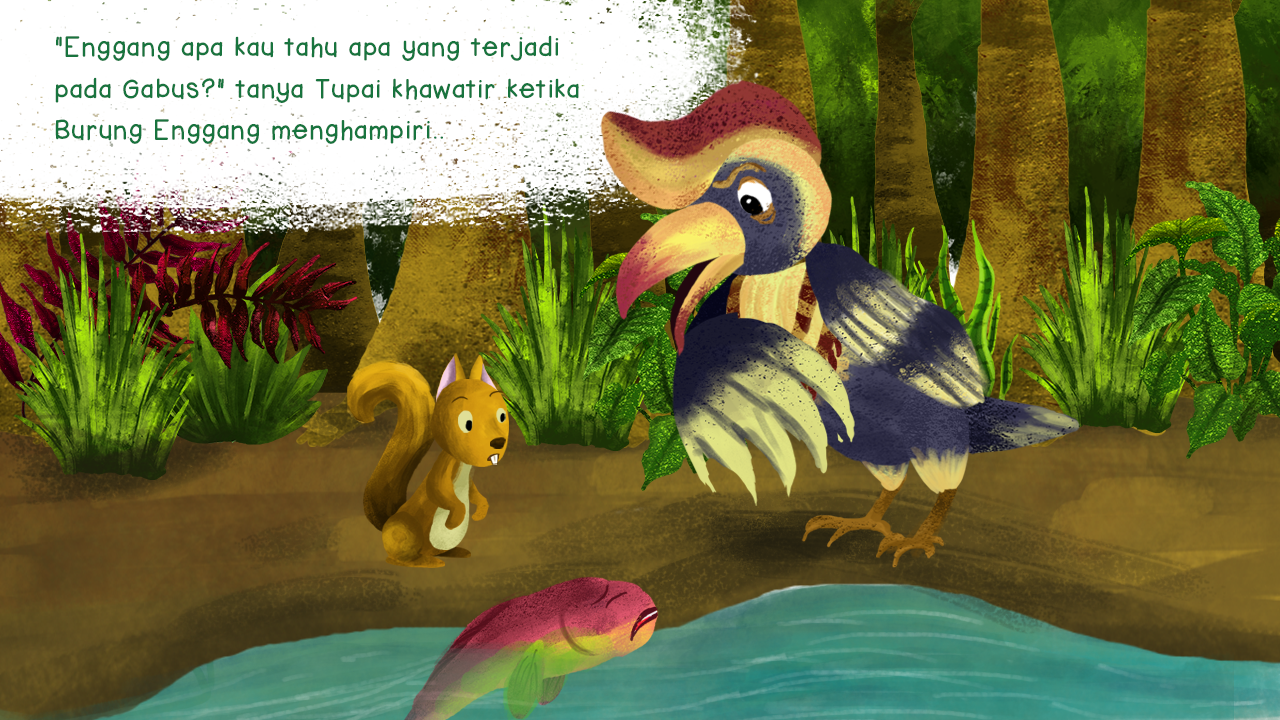 "Enggang apa kau tahu apa yang terjadi
pada Gabus?" tanya Tupai khawatir ketika
Burung Enggang menghampiri.